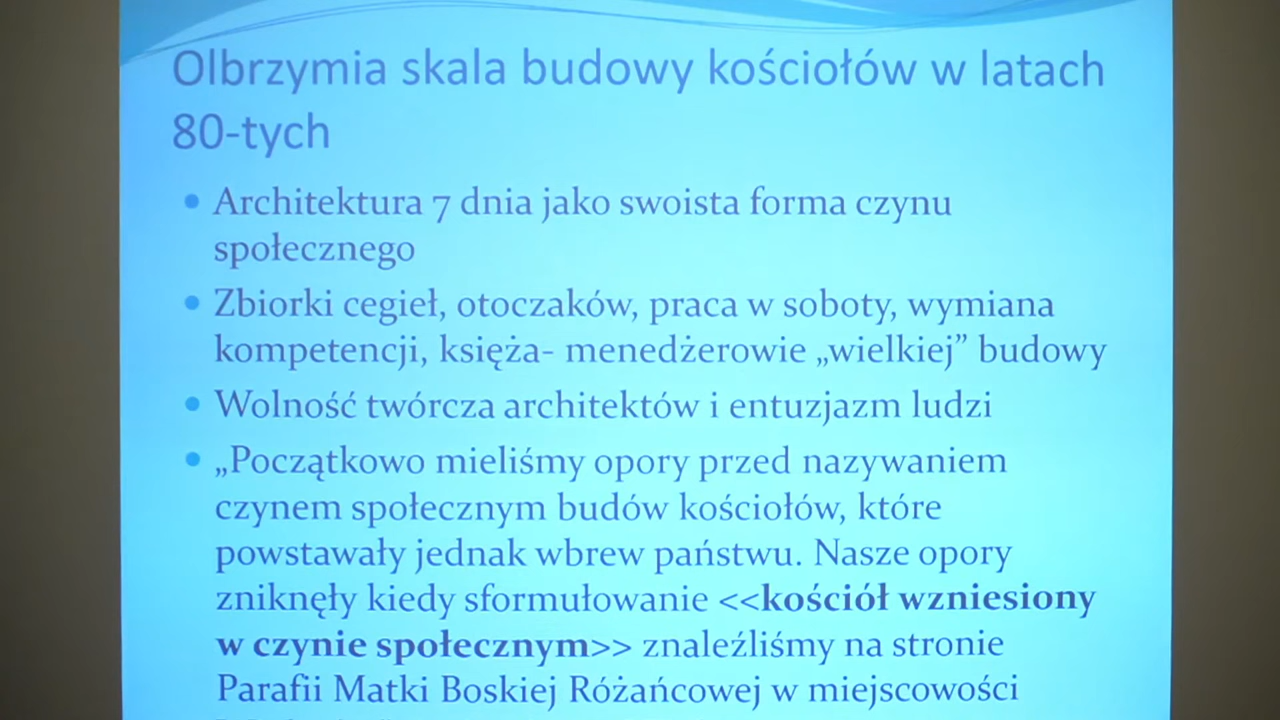 Olbrzymia skala budowy kościołów w latach
80-tych
• Architektura 7 dnia jako swoista forma czynu
społecznego
• Zbiorki cegieł, otoczaków, praca w soboty, wymiana
kompetencji, księża- menedżerowie „wielkiej” budowy
• Wolność twórcza architektów i entuzjazm ludzi
• „Początkowo mieliśmy opory przed nazywaniem
czynem społecznym budów kościołów, które
powstawały jednak wbrew państwu. Nasze opory
zniknęły kiedy sformułowanie <<kościół wzniesiony
w czynie społecznym>> znaleźliśmy na stronie
Parafii Matki Boskiej Różańcowej w miejscowości